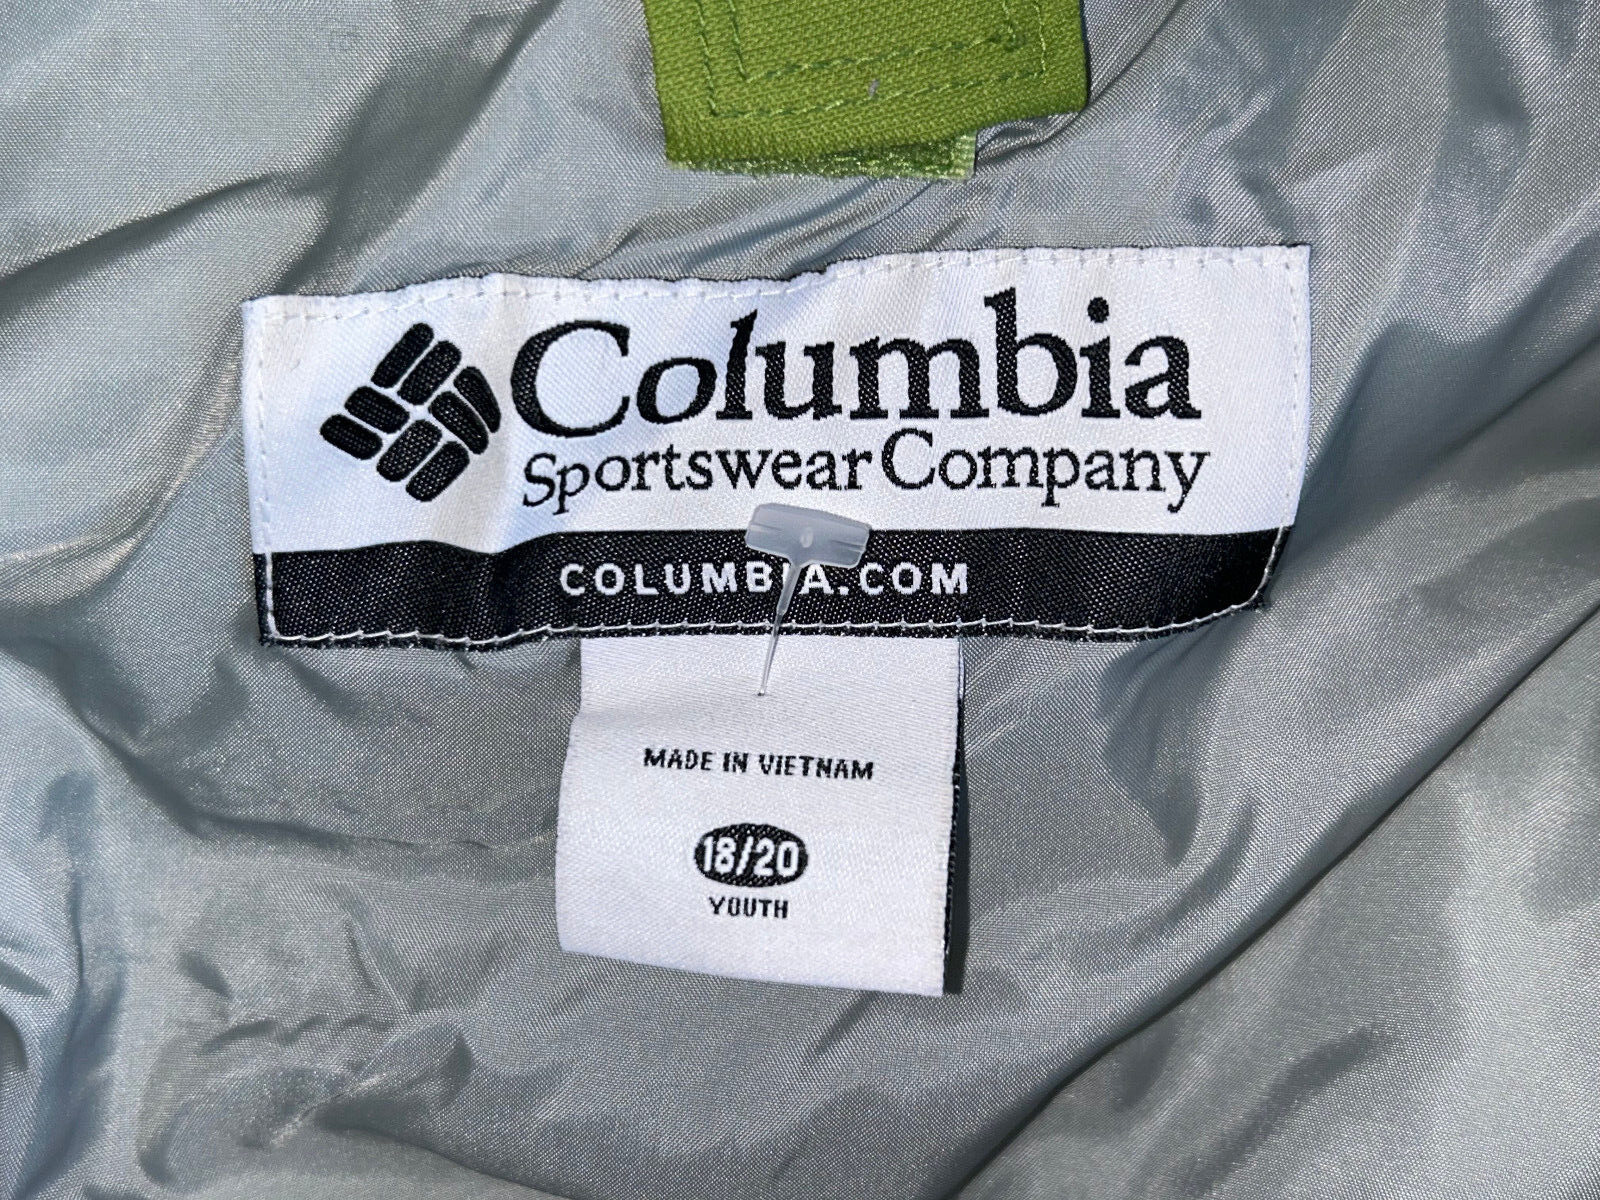 Columbia
Sportswear Company
COLUMBIA.COM
MADE IN VIETNAM
18/20
YOUTH